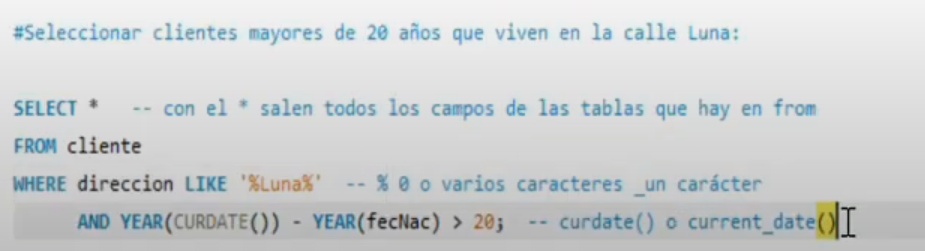 #Seleccionar clientes mayores de 20 años que viven en la calle Luna:
SELECT * -- con el * salen todos los campos de las tablas que hay en from
FROM cliente
WHERE direccion LIKE '%Luna%' -- % 0 o varios caracteres _un carácter
AND YEAR(CURDATE()) - YEAR(fecNac) > 20; -- curdate() o current_date()